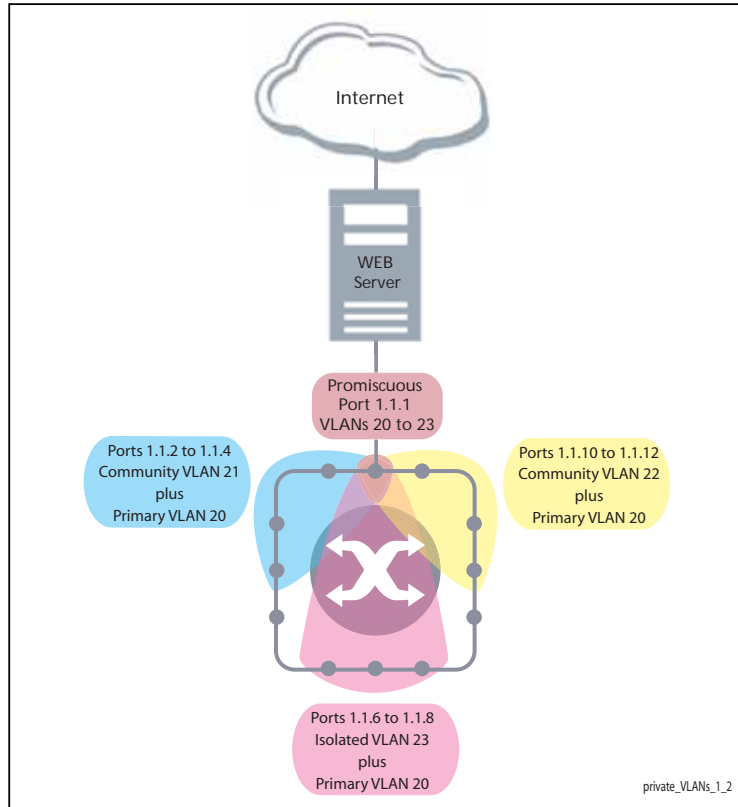 Internet
WEB
Server
Promiscuous
Port 1.1.1
VLANs 20 to 23
Ports 1.1.2 to 1.1.4
Community VLAN 21
plus
Primary VLAN 20
Ports 1.1.10 to 1.1.12
Community VLAN 22
plus
Primary VLAN 20
Ports 1.1.6 to 1.1.8
Isolated VLAN 23
plus
Primary VLAN 20
private_VLANs_1_2